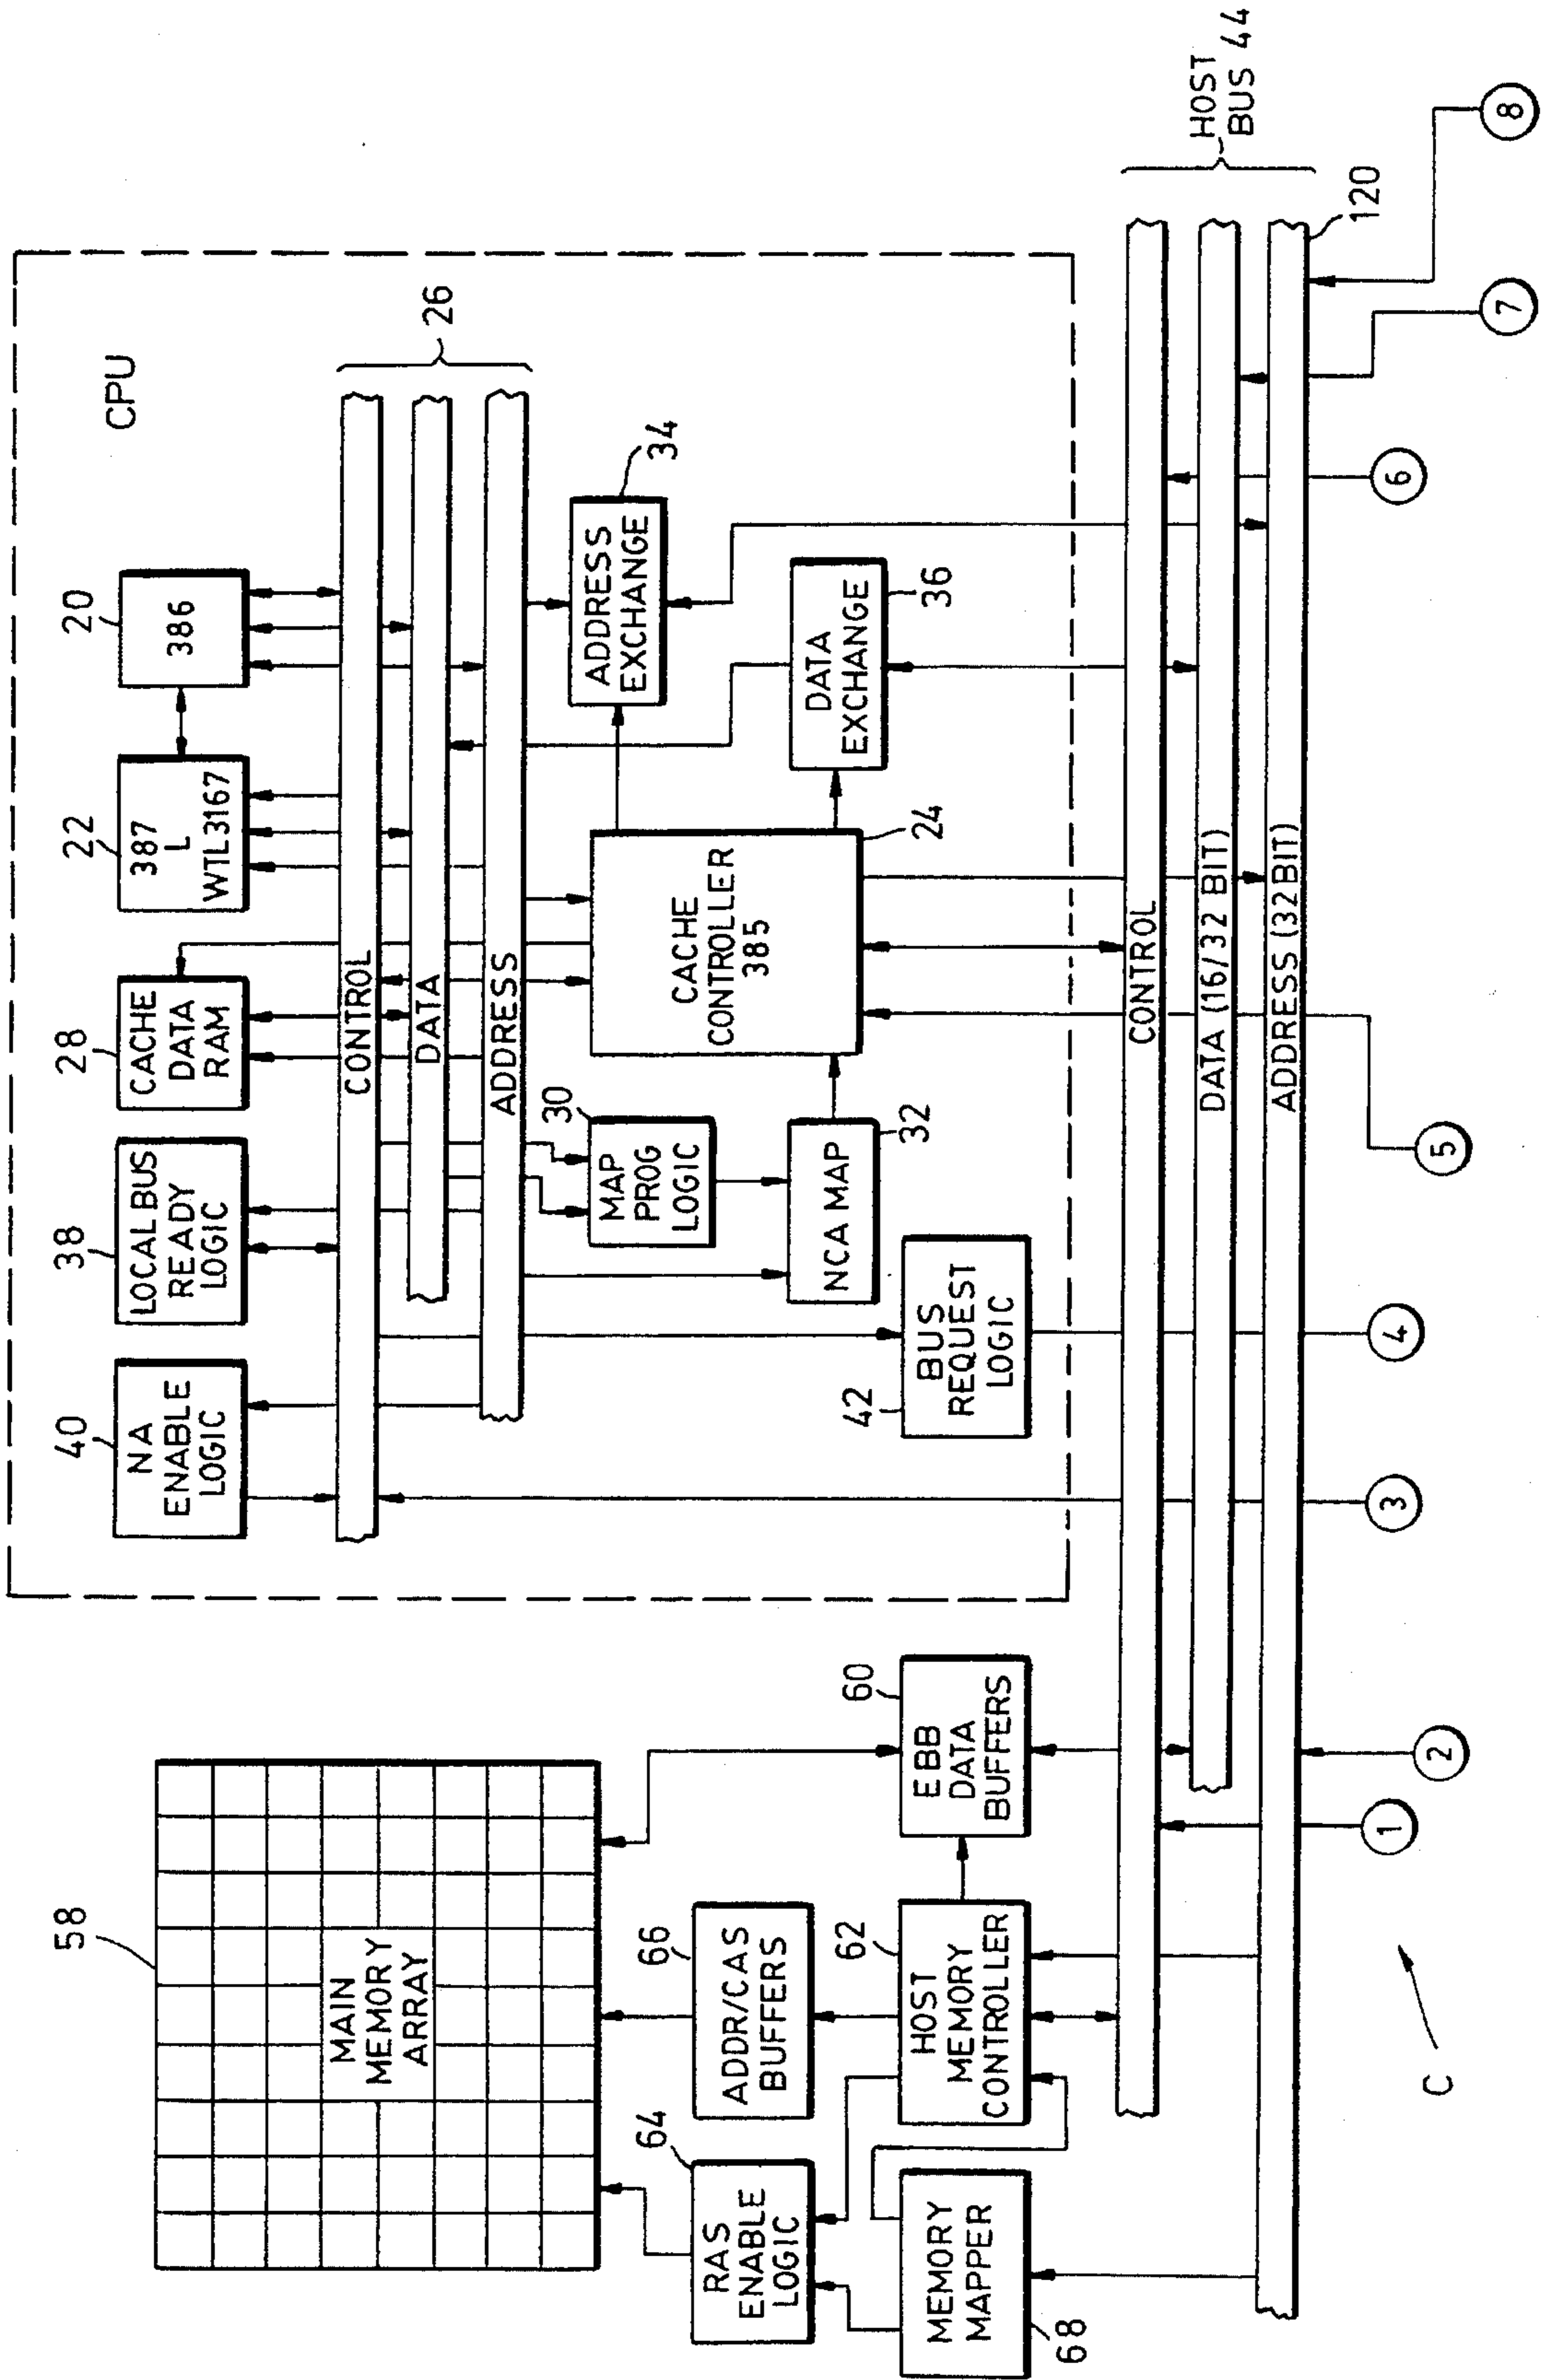 58
MAIN
MEMORY
ARRAY
64
RAS
ENABLE
LOGIC
66
ADDR/CAS
BUFFERS
68
MEMORY
MAPPER
62
HOST
MEMORY
CONTROLLER
60
EBB
DATA
BUFFERS
CPU
40
NA
ENABLE
LOGIC
38
LOCAL BUS
READY
LOGIC
28
CACHE
DATA
RAM
22
387
L
WTL3167
20
386
CONTROL
DATA
ADDRESS
26
30
MAP
PROG
LOGIC
32
NCA MAP
42
BUS
REQUEST
LOGIC
24
CACHE
CONTROLLER
385
34
ADDRESS
EXCHANGE
36
DATA
EXCHANGE
CONTROL
DATA (16/32 BIT)
ADDRESS (32 BIT)
HOST
BUS 44
120
1
2
3
4
5
6
7
8
C